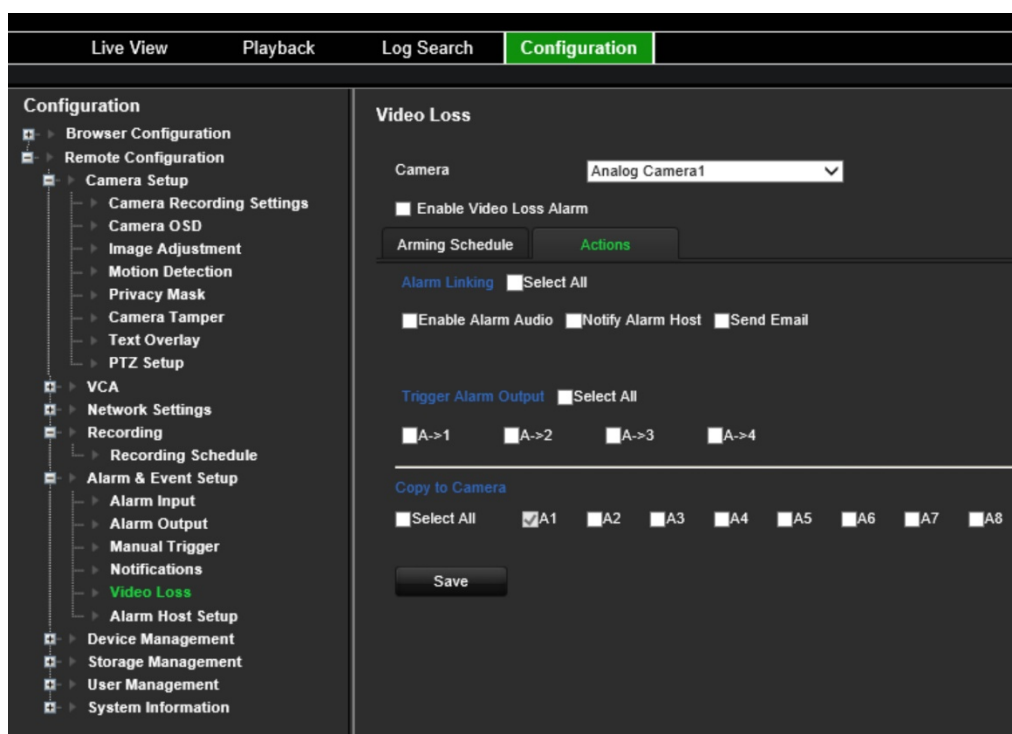 Live View Playback Log Search Configuration
Configuration
Browser Configuration
Remote Configuration
Camera Setup
Camera Recording Settings
Camera OSD
Image Adjustment
Motion Detection
Privacy Mask
Camera Tamper
Text Overlay
PTZ Setup
VCA
Network Settings
Recording
Recording Schedule
Alarm & Event Setup
Alarm Input
Alarm Output
Manual Trigger
Notifications
Video Loss
Alarm Host Setup
Device Management
Storage Management
User Management
System Information
Video Loss
Camera Analog Camera1
Enable Video Loss Alarm
Arming Schedule Actions
Alarm Linking Select All
Enable Alarm Audio Notify Alarm Host Send Email
Trigger Alarm Output Select All
A->1 A->2 A->3 A->4
Copy to Camera
Select All A1 A2 A3 A4 A5 A6 A7 A8
Save